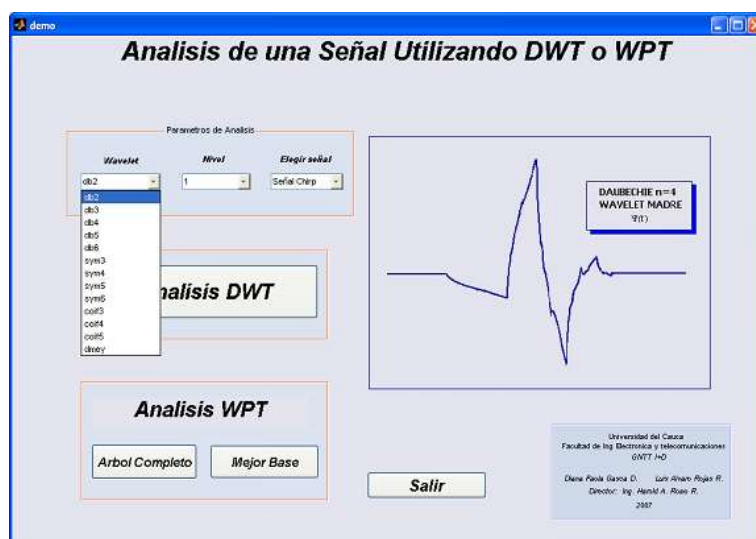 demo
Analisis de una Señal Utilizando DWT o WPT
Parametros de Analisis
Wavelet
Nivel
Elegir señal
db2
1
Señal Chirp
db2
db3
db4
db5
db6
sym3
sym4
sym5
sym6
coif3
coif4
coif5
dmey
nalisis DWT
DAUBECHIE n=4
WAVELET MADRE
Ψ(t)
Analisis WPT
Arbol Completo
Mejor Base
Salir
Universidad del Cauca
Facultad de Ing Electronica y telecomunicaciones
GNTT I+D
Diana Paola D. Luis Alvaro Rojas R.
Director: Ing. Harold A. R.
2007